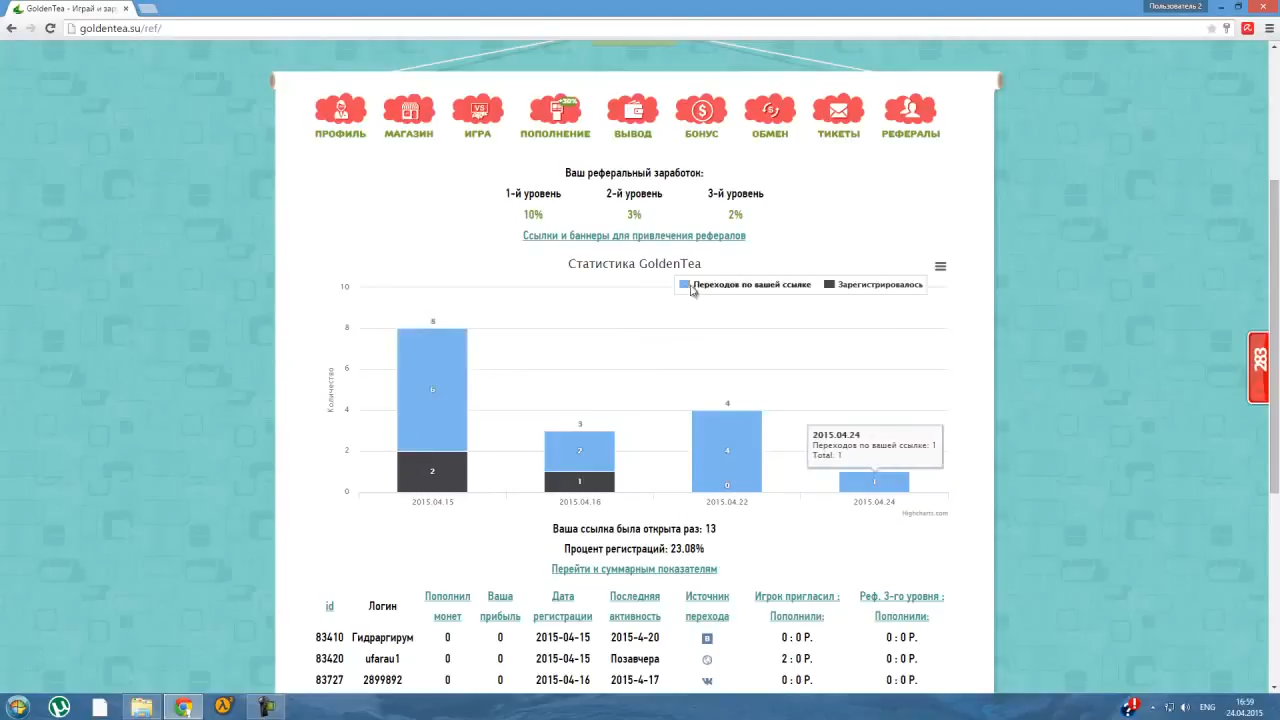 GoldenTea - Играй и зар
Пользователь 2
goldentea.su/ref/
+30%
VS
ПРОФИЛЬ МАГАЗИН ИГРА ПОПОЛНЕНИЕ ВЫВОД БОНУС ОБМЕН ТИКЕТЫ РЕФЕРАЛЫ
Ваш реферальный заработок:
1-й уровень 2-й уровень 3-й уровень
10% 3% 2%
Ссылки и баннеры для привлечения рефералов
Статистика GoldenTea
Переходов по вашей ссылке Зарегистрировалось
10
8
6
4
2
0
Количество
8
6
2
3
2
1
4
4
0
2015.04.24
Переходов по вашей ссылке: 1
Total: 1
1
2015.04.15 2015.04.16 2015.04.22 2015.04.24
Highcharts.com
283
Ваша ссылка была открыта раз: 13
Процент регистраций: 23.08%
Перейти к суммарным показателям
id Логин Пополнил монет Ваша прибыль Дата регистрации Последняя активность Источник перехода Игрок пригласил : Пополнили: Реф. 3-го уровня : Пополнили:
83410 Гидраргирум 0 0 2015-04-15 2015-4-20 0 : 0 Р. 0 : 0 Р.
83420 ufarau1 0 0 2015-04-15 Позавчера 2 : 0 Р. 0 : 0 Р.
83727 2899892 0 0 2015-04-16 2015-4-17 0 : 0 Р. 0 : 0 Р.
ENG
16:59
24.04.2015